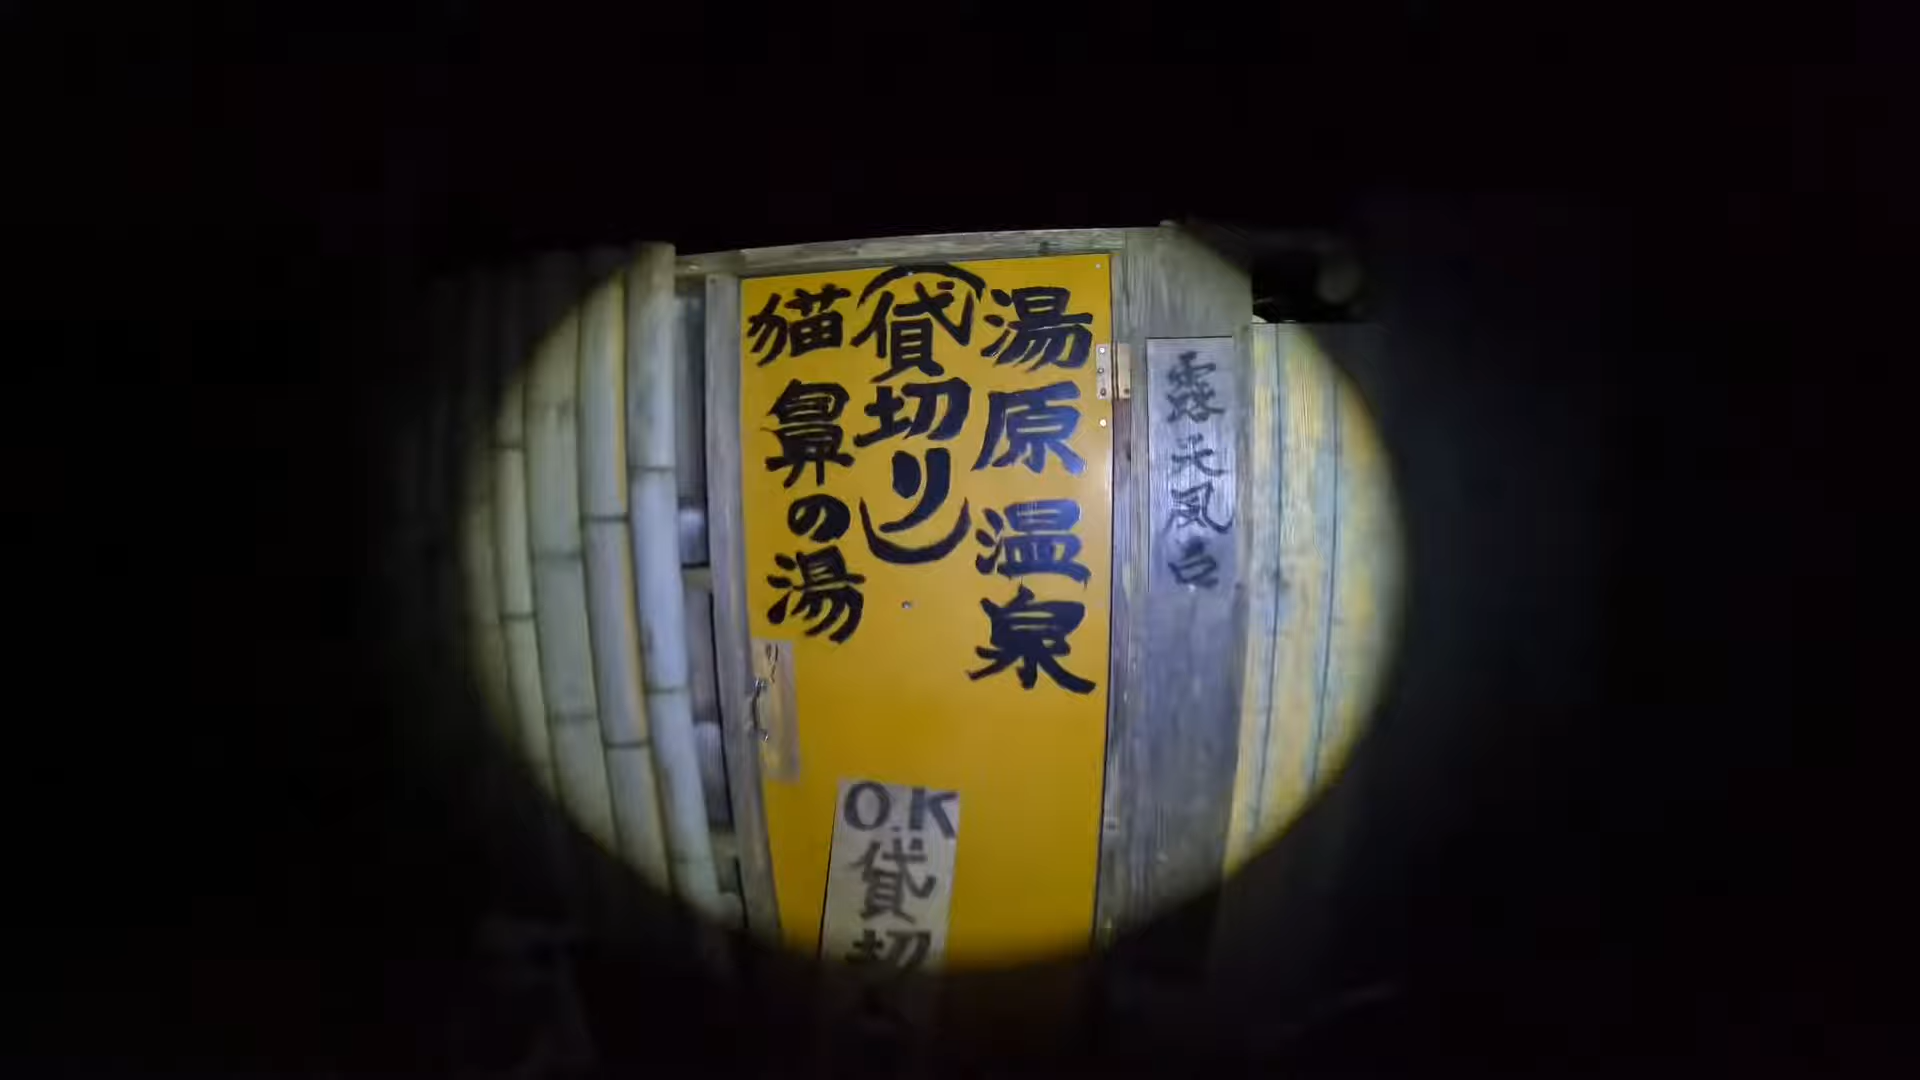 露天風呂
湯原温泉
(貸切り)
猫鼻の湯
O.K
貸切